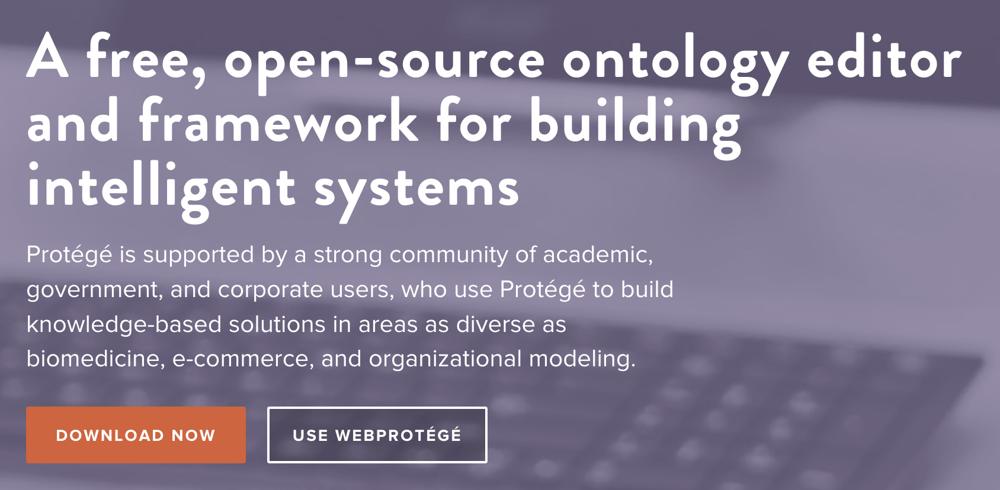 A free, open-source ontology editor
and framework for building
intelligent systems
Protégé is supported by a strong community of academic,
government, and corporate users, who use Protégé to build
knowledge-based solutions in areas as diverse as
biomedicine, e-commerce, and organizational modeling.
DOWNLOAD NOW
USE WEBPROTÉGÉ